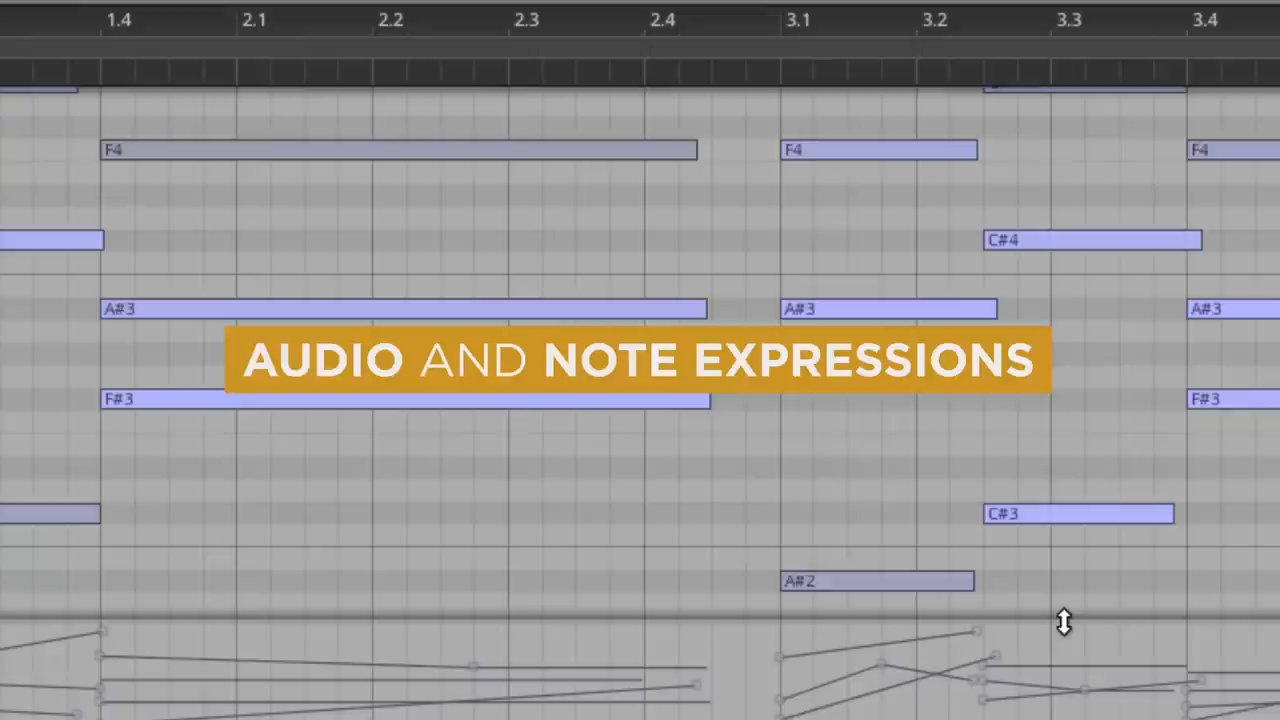 1.4 2.1 2.2 2.3 2.4 3.1 3.2 3.3 3.4
F4 F4 F4
C#4
A#3 A#3 A#3
AUDIO AND NOTE EXPRESSIONS
F#3 F#3
C#3
A#2